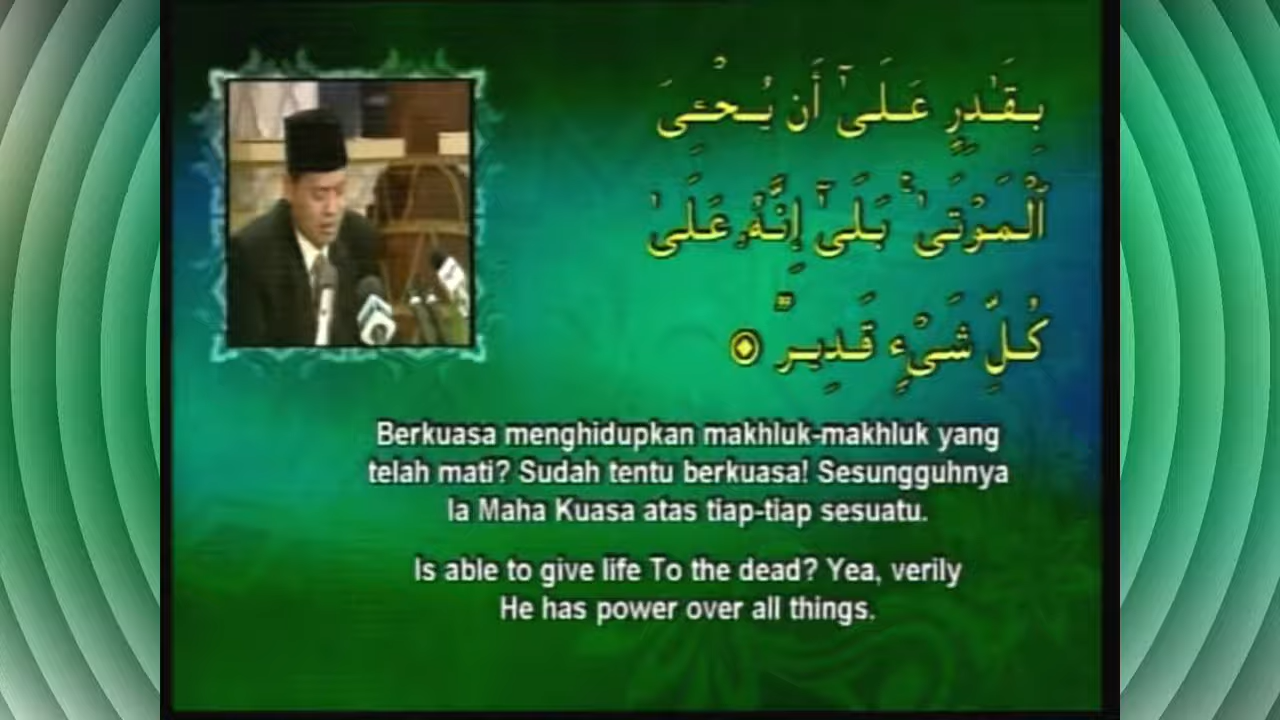 بِقَـٰدِرٍ عَلَىٰٓ أَن يُحْـِۧىَ
ٱلْمَوْتَىٰ ۚ بَلَىٰٓ إِنَّهُۥ عَلَىٰ
كُلِّ شَىْءٍ قَدِيرٌ
Berkuasa menghidupkan makhluk-makhluk yang
telah mati? Sudah tentu berkuasa! Sesungguhnya
Ia Maha Kuasa atas tiap-tiap sesuatu.
Is able to give life To the dead? Yea, verily
He has power over all things.